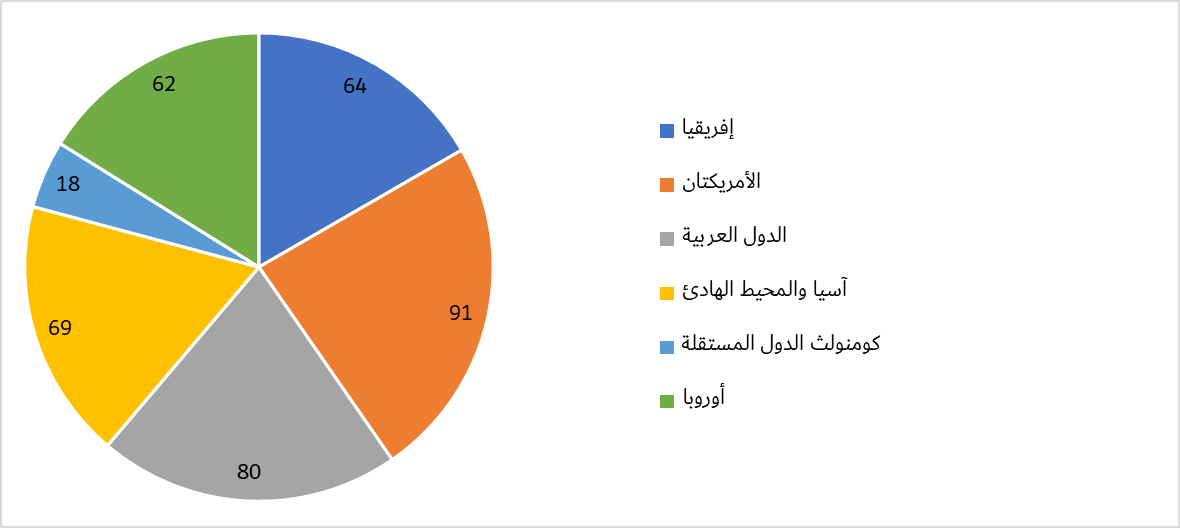 64
91
80
69
18
62
إفريقيا
الأمريكتان
الدول العربية
آسيا والمحيط الهادئ
كومنولث الدول المستقلة
أوروبا